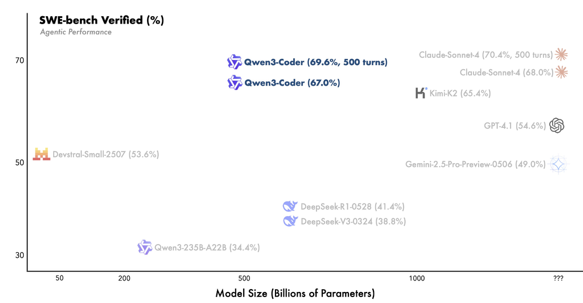 SWE-bench Verified (%)
Agentic Performance
70
Qwen3-Coder (69.6%, 500 turns)
Claude-Sonnet-4 (70.4%, 500 turns)
Claude-Sonnet-4 (68.0%)
Qwen3-Coder (67.0%)
Kimi-K2 (65.4%)
GPT-4.1 (54.6%)
Devstral-Small-2507 (53.6%)
50
Gemini-2.5-Pro-Preview-0506 (49.0%)
DeepSeek-R1-0528 (41.4%)
DeepSeek-V3-0324 (38.8%)
Qwen3-235B-A22B (34.4%)
30
50 200 500 1000 ???
Model Size (Billions of Parameters)